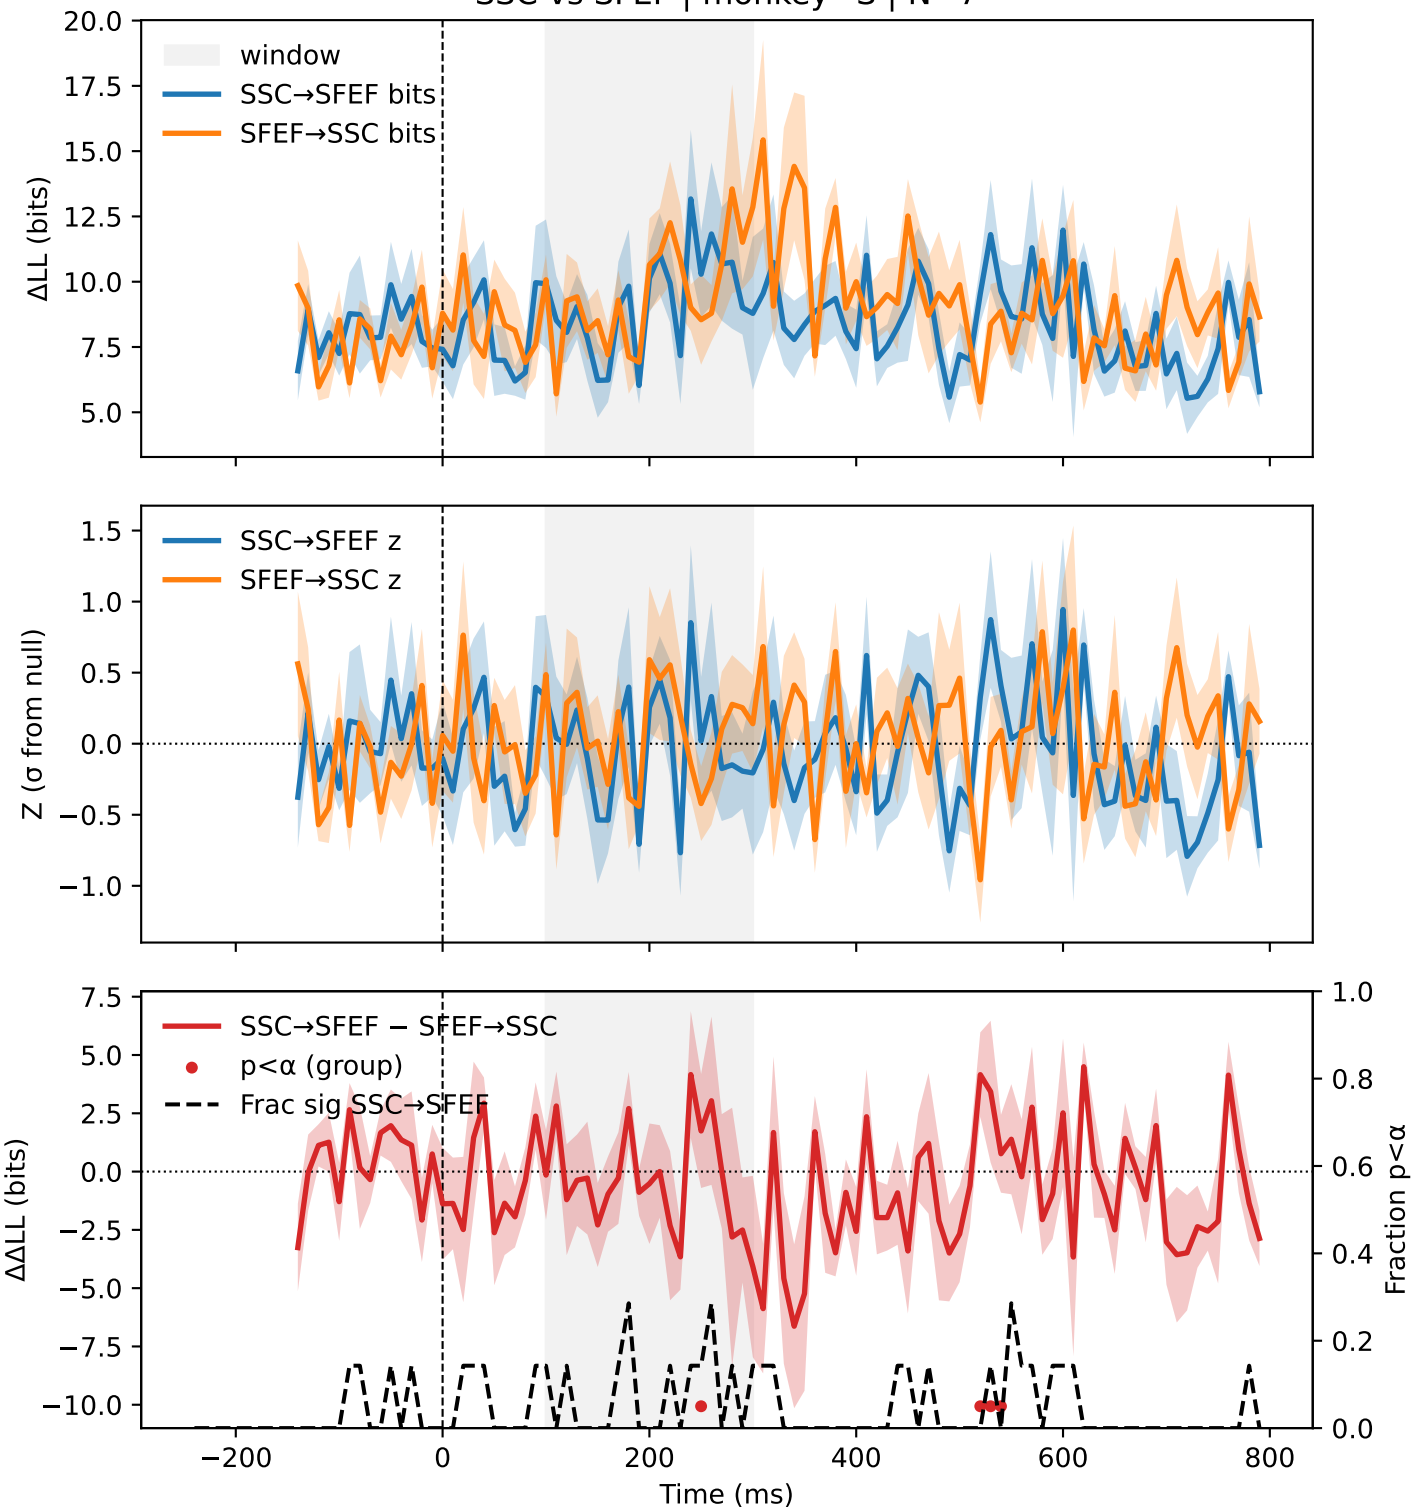 20.0
17.5
15.0
12.5
10.0
7.5
5.0
ΔLL (bits)
window
SSC→SFEF bits
SFEF→SSC bits
1.5
1.0
0.5
0.0
−0.5
−1.0
Z (σ from null)
SSC→SFEF z
SFEF→SSC z
7.5
5.0
2.5
0.0
−2.5
−5.0
−7.5
−10.0
ΔΔLL (bits)
SSC→SFEF − SFEF→SSC
p<α (group)
Frac sig SSC→SFEF
1.0
0.8
0.6
0.4
0.2
0.0
Fraction p<α
−200 0 200 400 600 800
Time (ms)